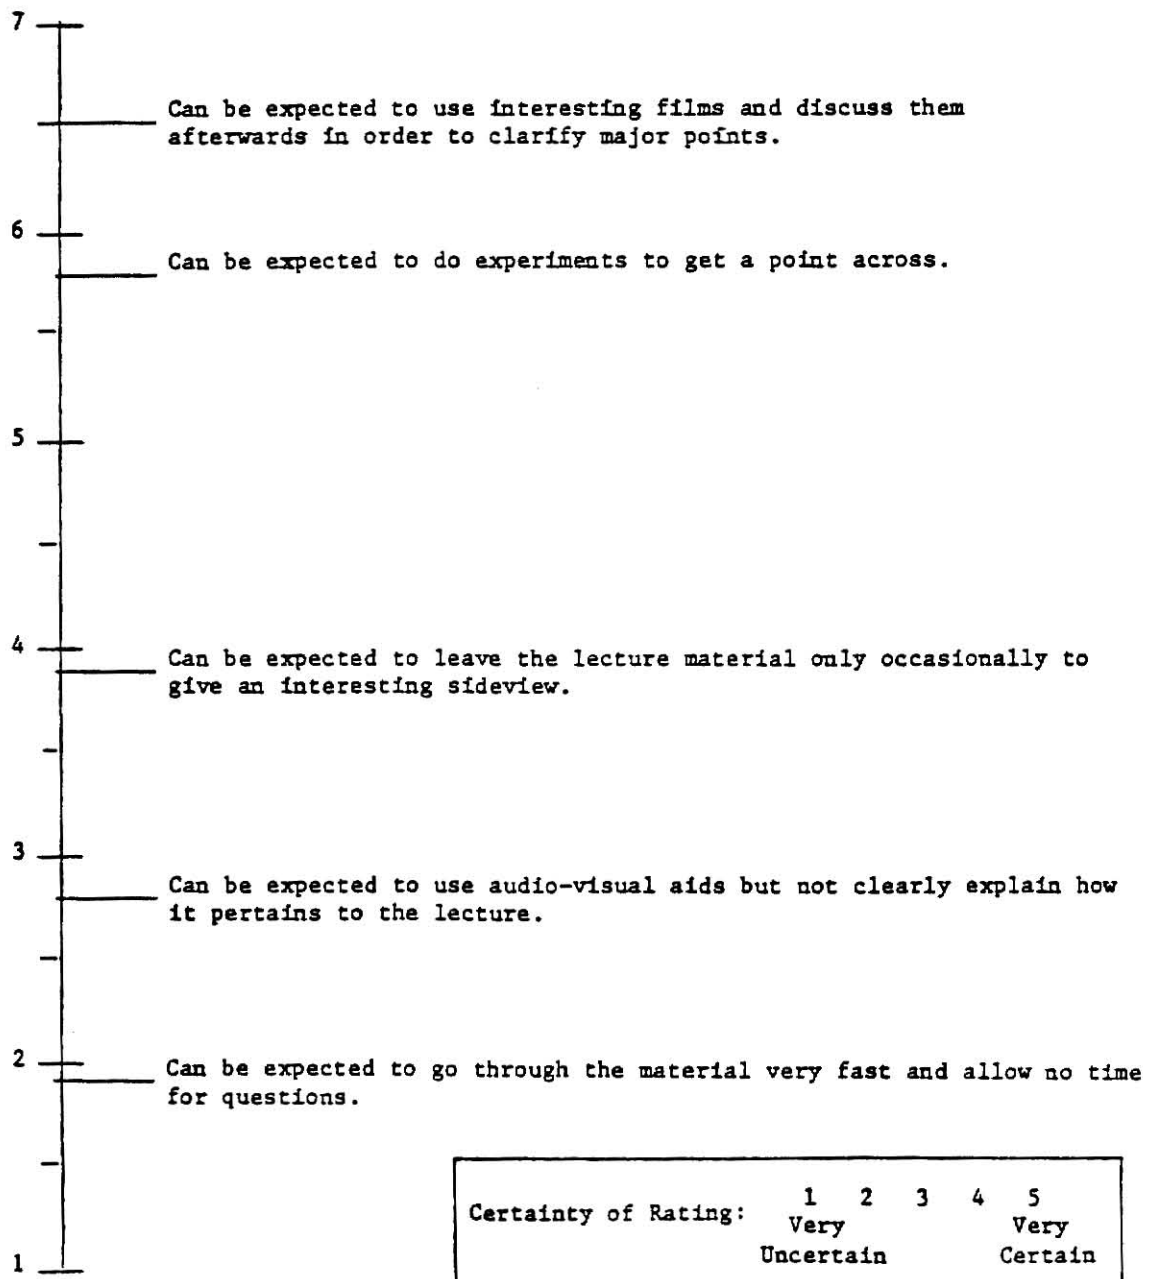 7
Can be expected to use interesting films and discuss them
afterwards in order to clarify major points.
6
Can be expected to do experiments to get a point across.
5
4
Can be expected to leave the lecture material only occasionally to
give an interesting sideview.
3
Can be expected to use audio-visual aids but not clearly explain how
it pertains to the lecture.
2
Can be expected to go through the material very fast and allow no time
for questions.
Certainty of Rating: 1 2 3 4 5
Very Very
Uncertain Certain
1